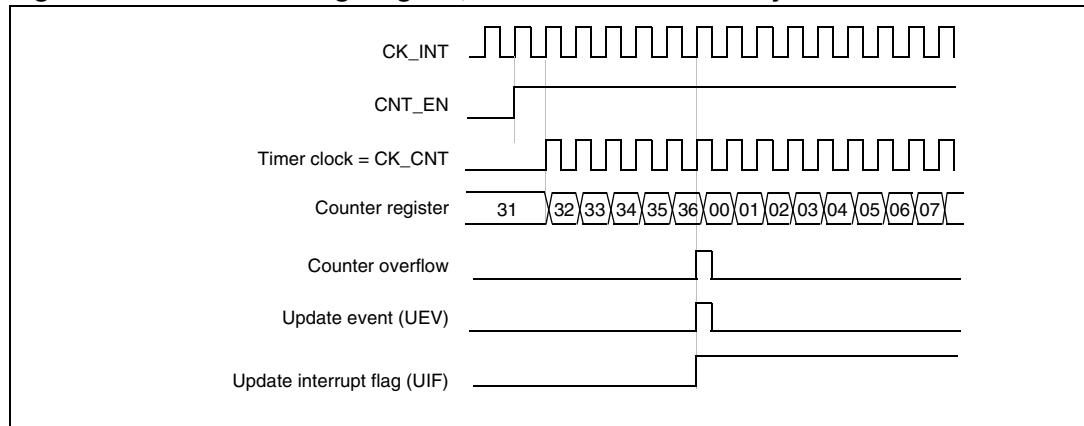 CK_INT
CNT_EN
Timer clock = CK_CNT
Counter register 31 32 33 34 35 36 00 01 02 03 04 05 06 07
Counter overflow
Update event (UEV)
Update interrupt flag (UIF)